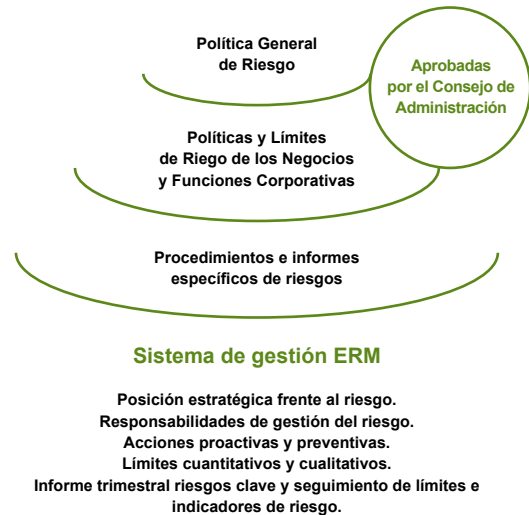 Política General
de Riesgo
Aprobadas
por el Consejo de
Administración
Políticas y Límites
de Riego de los Negocios
y Funciones Corporativas
Procedimientos e informes
específicos de riesgos
Sistema de gestión ERM
Posición estratégica frente al riesgo.
Responsabilidades de gestión del riesgo.
Acciones proactivas y preventivas.
Límites cuantitativos y cualitativos.
Informe trimestral riesgos clave y seguimiento de límites e
indicadores de riesgo.